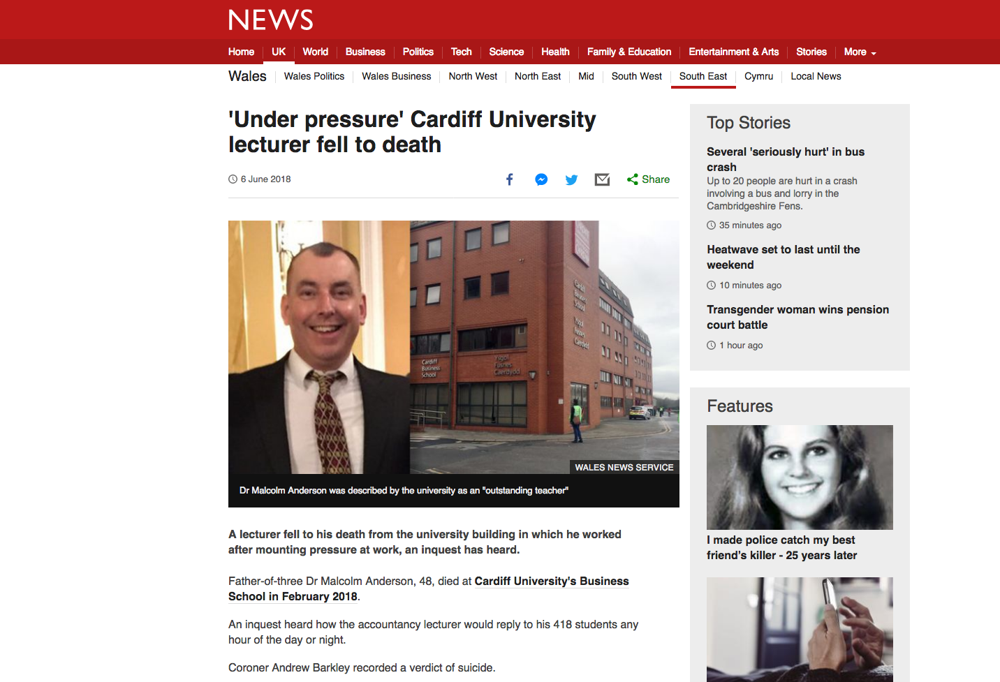 NEWS
Home UK World Business Politics Tech Science Health Family & Education Entertainment & Arts Stories More
Wales Wales Politics Wales Business North West North East Mid South West South East Cymru Local News
'Under pressure' Cardiff University
lecturer fell to death
6 June 2018
Share
Cardiff
Business
School
Ysgol
Fusnes
Caerdydd
Cardiff
Business
School
Ysgol
Fusnes
Caerdydd
WALES NEWS SERVICE
Dr Malcolm Anderson was described by the university as an "outstanding teacher"
A lecturer fell to his death from the university building in which he worked
after mounting pressure at work, an inquest has heard.
Father-of-three Dr Malcolm Anderson, 48, died at Cardiff University's Business
School in February 2018.
An inquest heard how the accountancy lecturer would reply to his 418 students any
hour of the day or night.
Coroner Andrew Barkley recorded a verdict of suicide.
Top Stories
Several 'seriously hurt' in bus
crash
Up to 20 people are hurt in a crash
involving a bus and lorry in the
Cambridgeshire Fens.
35 minutes ago
Heatwave set to last until the
weekend
10 minutes ago
Transgender woman wins pension
court battle
1 hour ago
Features
I made police catch my best
friend's killer - 25 years later